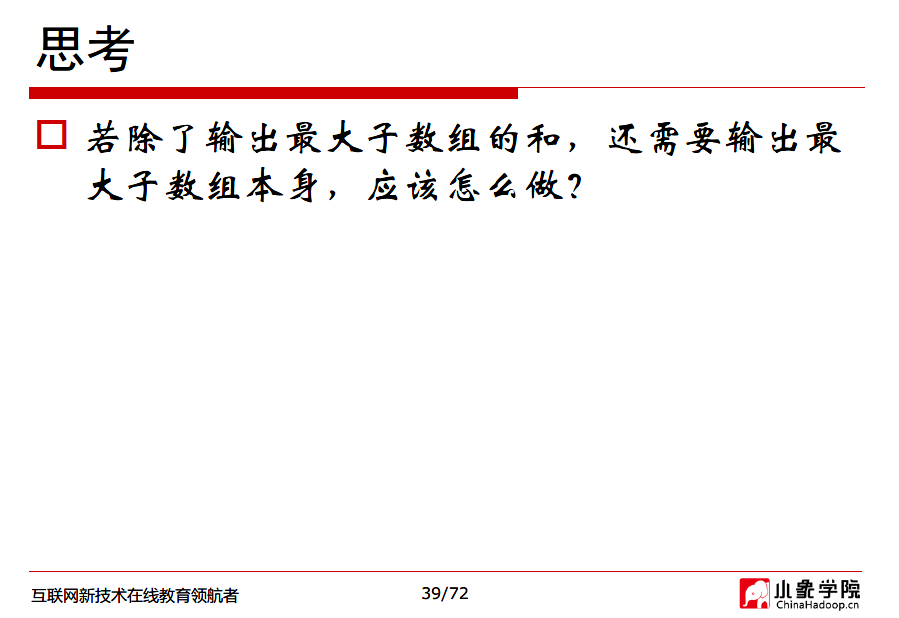 思考
若除了输出最大子数组的和，还需要输出最
大子数组本身，应该怎么做？
互联网新技术在线教育领航者
39/72
小象学院
ChinaHadoop.cn